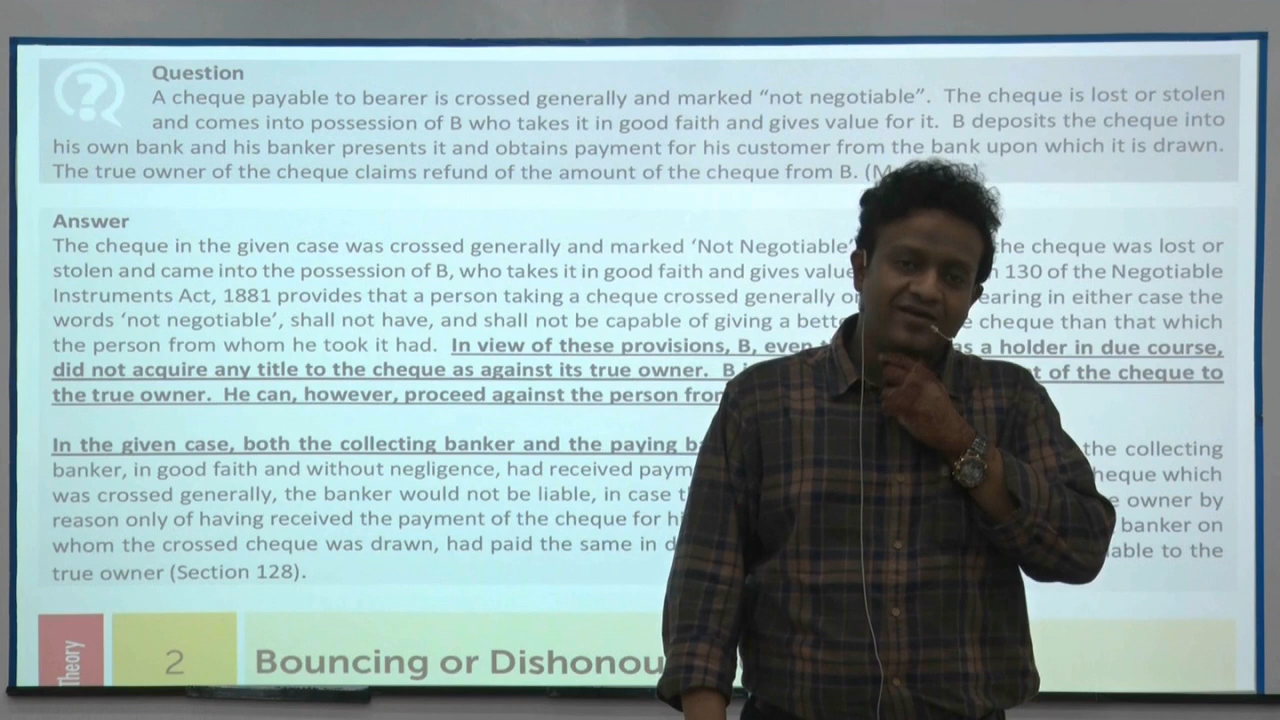 Question
A cheque payable to bearer is crossed generally and marked “not negotiable”. The cheque is lost or stolen
and comes into possession of B who takes it in good faith and gives value for it. B deposits the cheque into
his own bank and his banker presents it and obtains payment for his customer from the bank upon which it is drawn.
The true owner of the cheque claims refund of the amount of the cheque from B.
Answer
The cheque in the given case was crossed generally and marked ‘Not Negotiable’ the cheque was lost or
stolen and came into the possession of B, who takes it in good faith and gives value 130 of the Negotiable
Instruments Act, 1881 provides that a person taking a cheque crossed generally or in either case the
words ‘not negotiable’, shall not have, and shall not be capable of giving a cheque than that which
the person from whom he took it had. In view of these provisions, B, even as a holder in due course,
did not acquire any title to the cheque as against its true owner. B of the cheque to
the true owner. He can, however, proceed against the person
In the given case, both the collecting banker and the paying the collecting
banker, in good faith and without negligence, had received which
was crossed generally, the banker would not be liable, in case owner by
reason only of having received the payment of the cheque for banker on
whom the crossed cheque was drawn, had paid the same in to the
true owner (Section 128).
Theory
2 Bouncing or